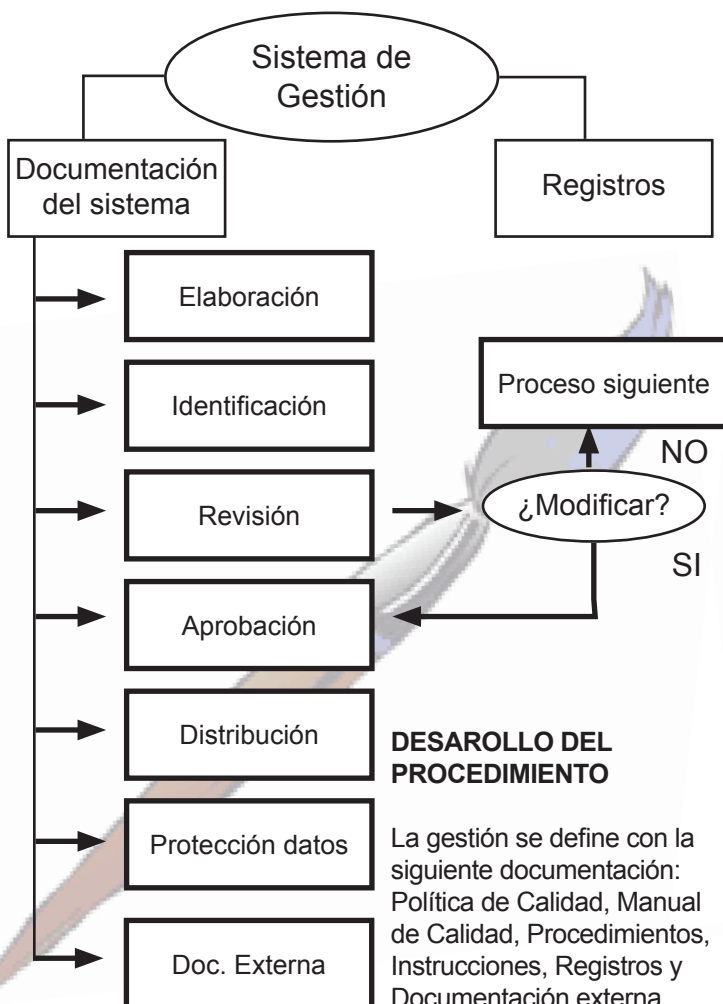 Sistema de
Gestión
Documentación
del sistema
Registros
Elaboración
Identificación
Proceso siguiente
NO
Revisión
¿Modificar?
SI
Aprobación
Distribución
DESAROLLO DEL
PROCEDIMIENTO
Protección datos
La gestión se define con la
siguiente documentación:
Política de Calidad, Manual
de Calidad, Procedimientos,
Instrucciones, Registros y
Documentación externa
Doc. Externa